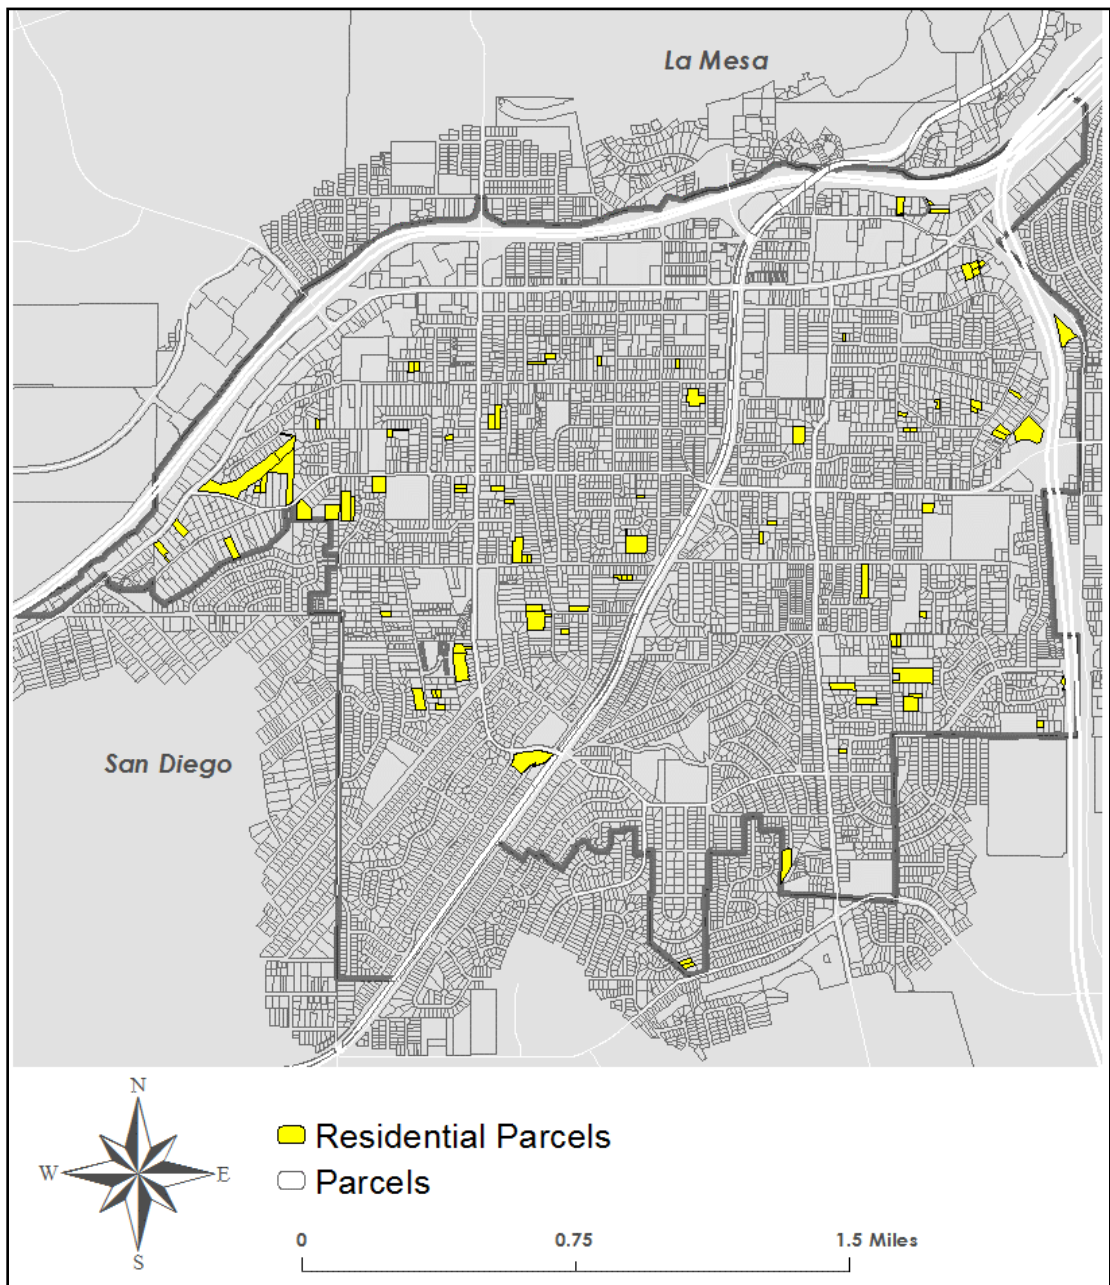 La Mesa
San Diego
N
W E
S
Residential Parcels
Parcels
0 0.75 1.5 Miles